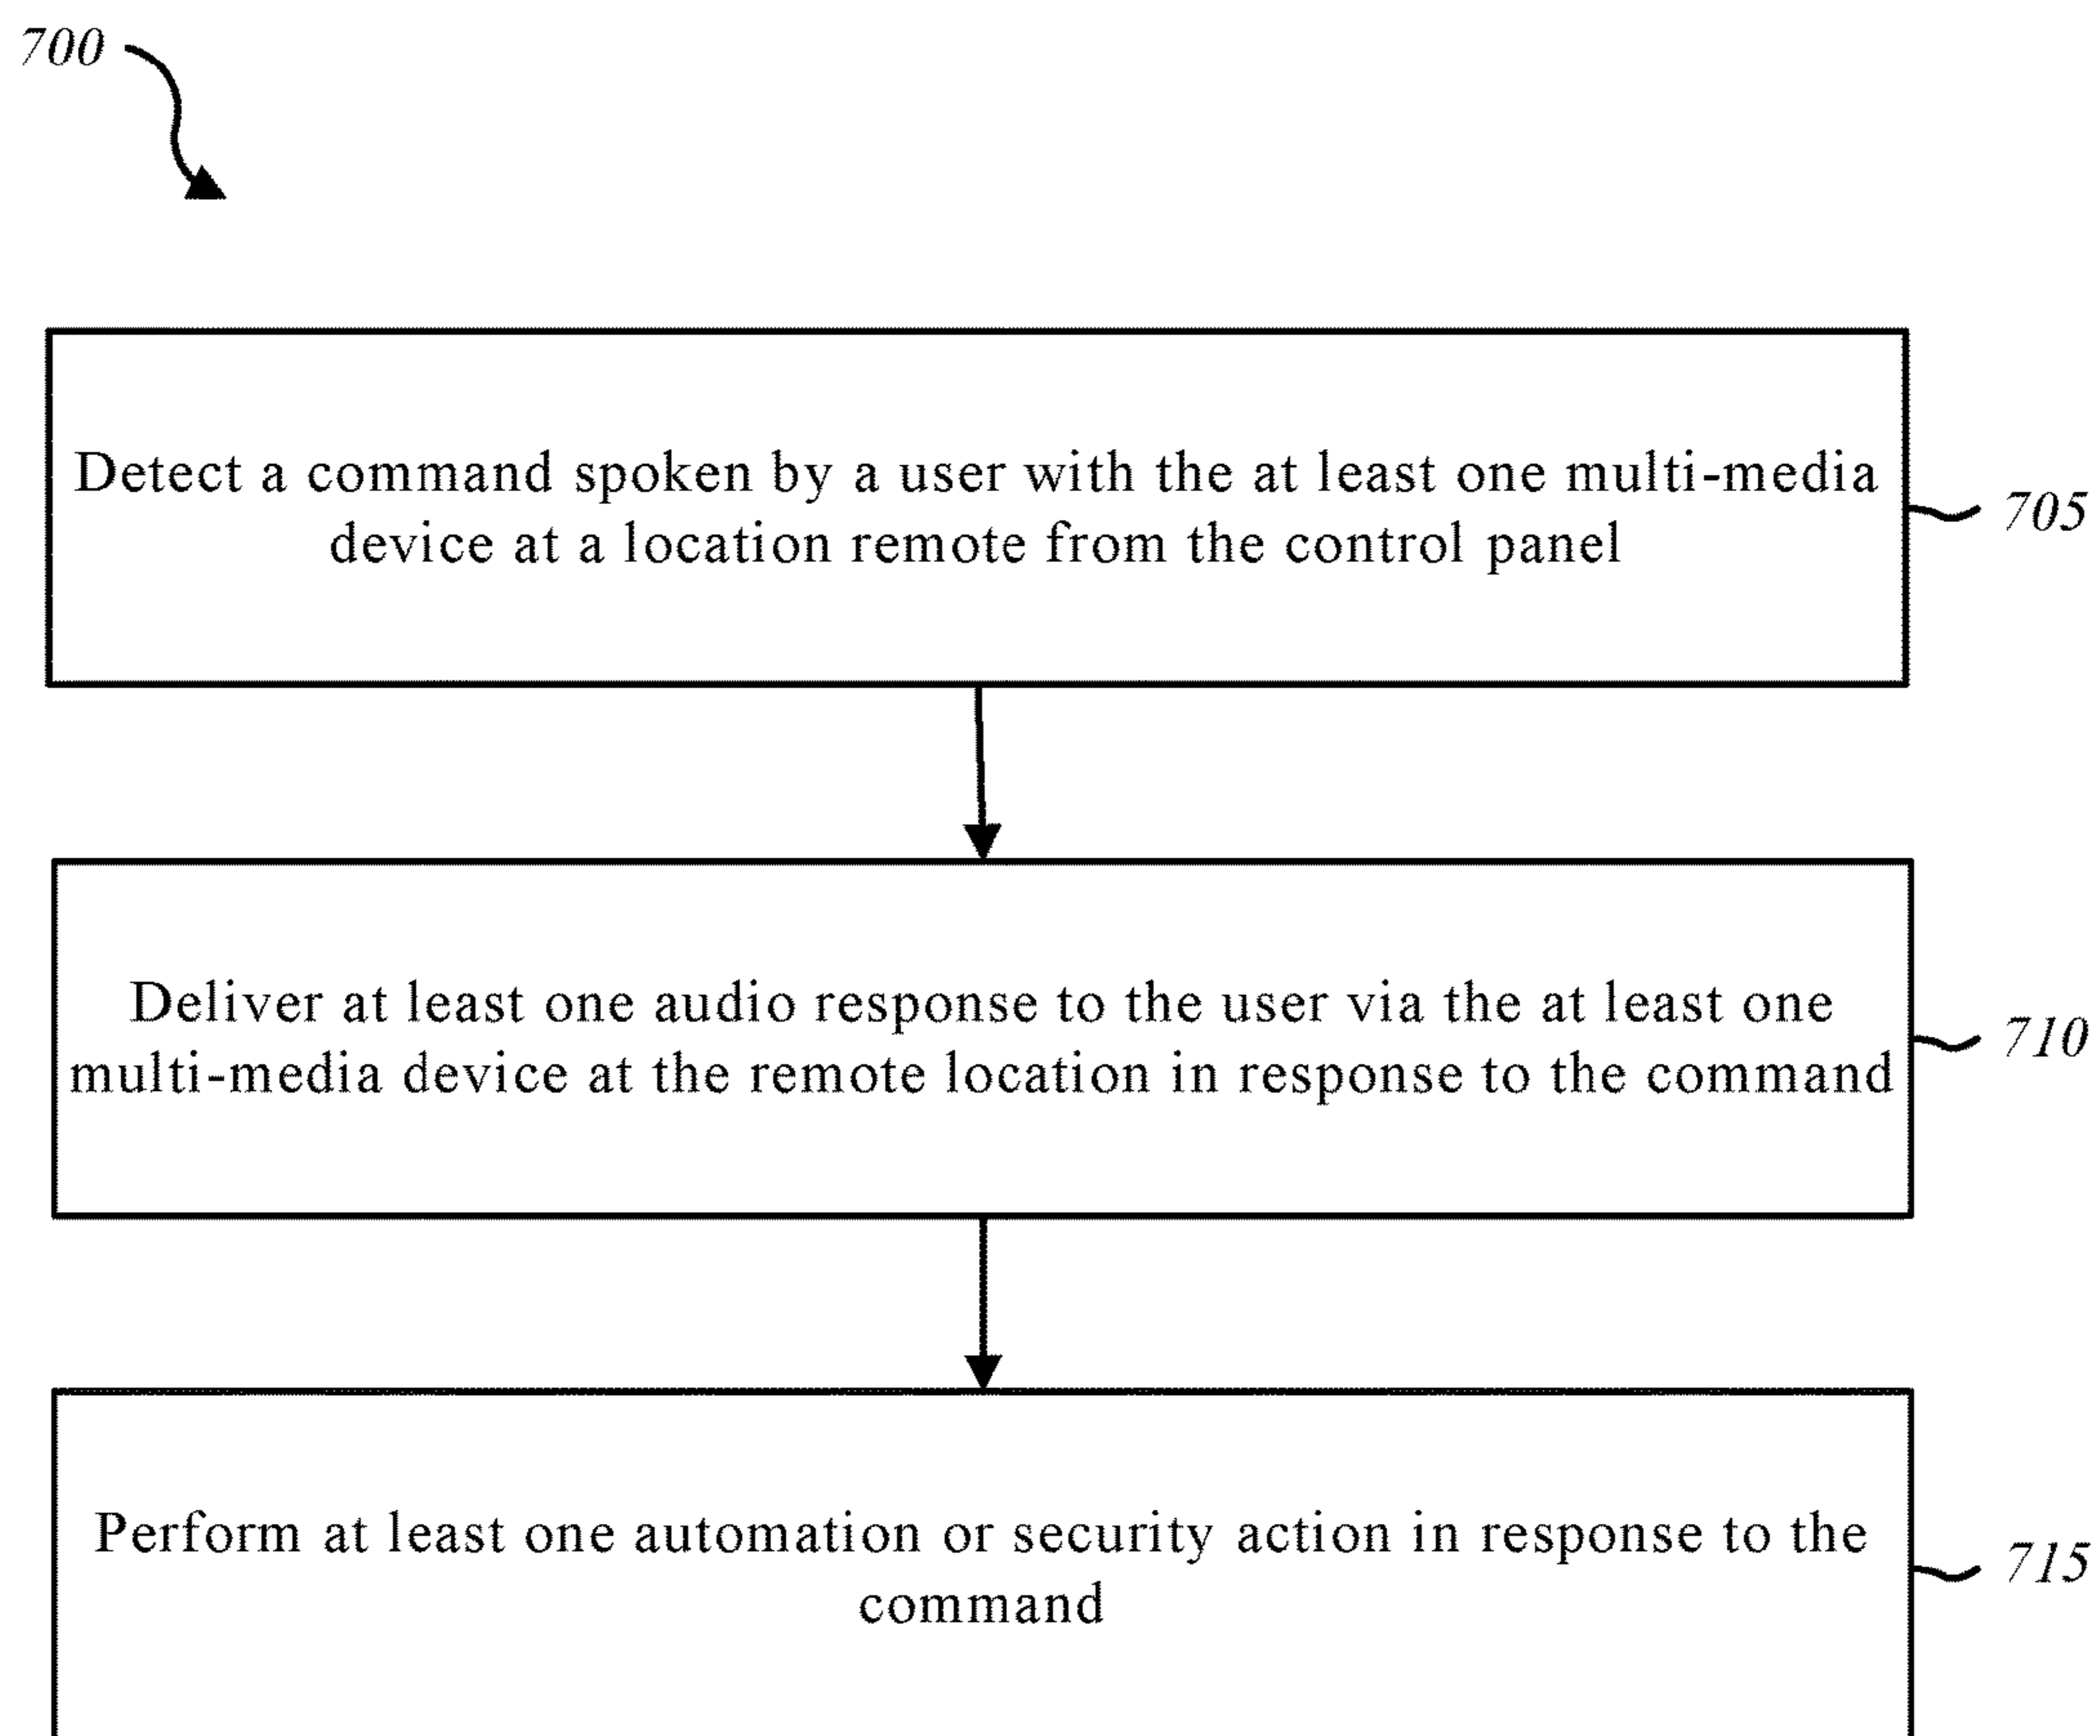 700
Detect a command spoken by a user with the at least one multi-media
device at a location remote from the control panel
705
Deliver at least one audio response to the user via the at least one
multi-media device at the remote location in response to the command
710
Perform at least one automation or security action in response to the
command
715